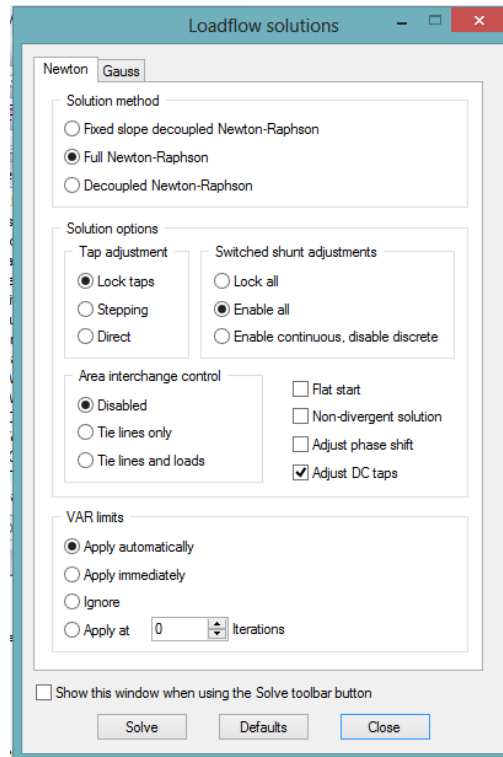 Loadflow solutions
Newton Gauss
Solution method
Fixed slope decoupled Newton-Raphson
Full Newton-Raphson
Decoupled Newton-Raphson
Solution options
Tap adjustment
Lock taps
Stepping
Direct
Switched shunt adjustments
Lock all
Enable all
Enable continuous, disable discrete
Area interchange control
Disabled
Tie lines only
Tie lines and loads
Flat start
Non-divergent solution
Adjust phase shift
Adjust DC taps
VAR limits
Apply automatically
Apply immediately
Ignore
Apply at 0 Iterations
Show this window when using the Solve toolbar button
Solve Defaults Close